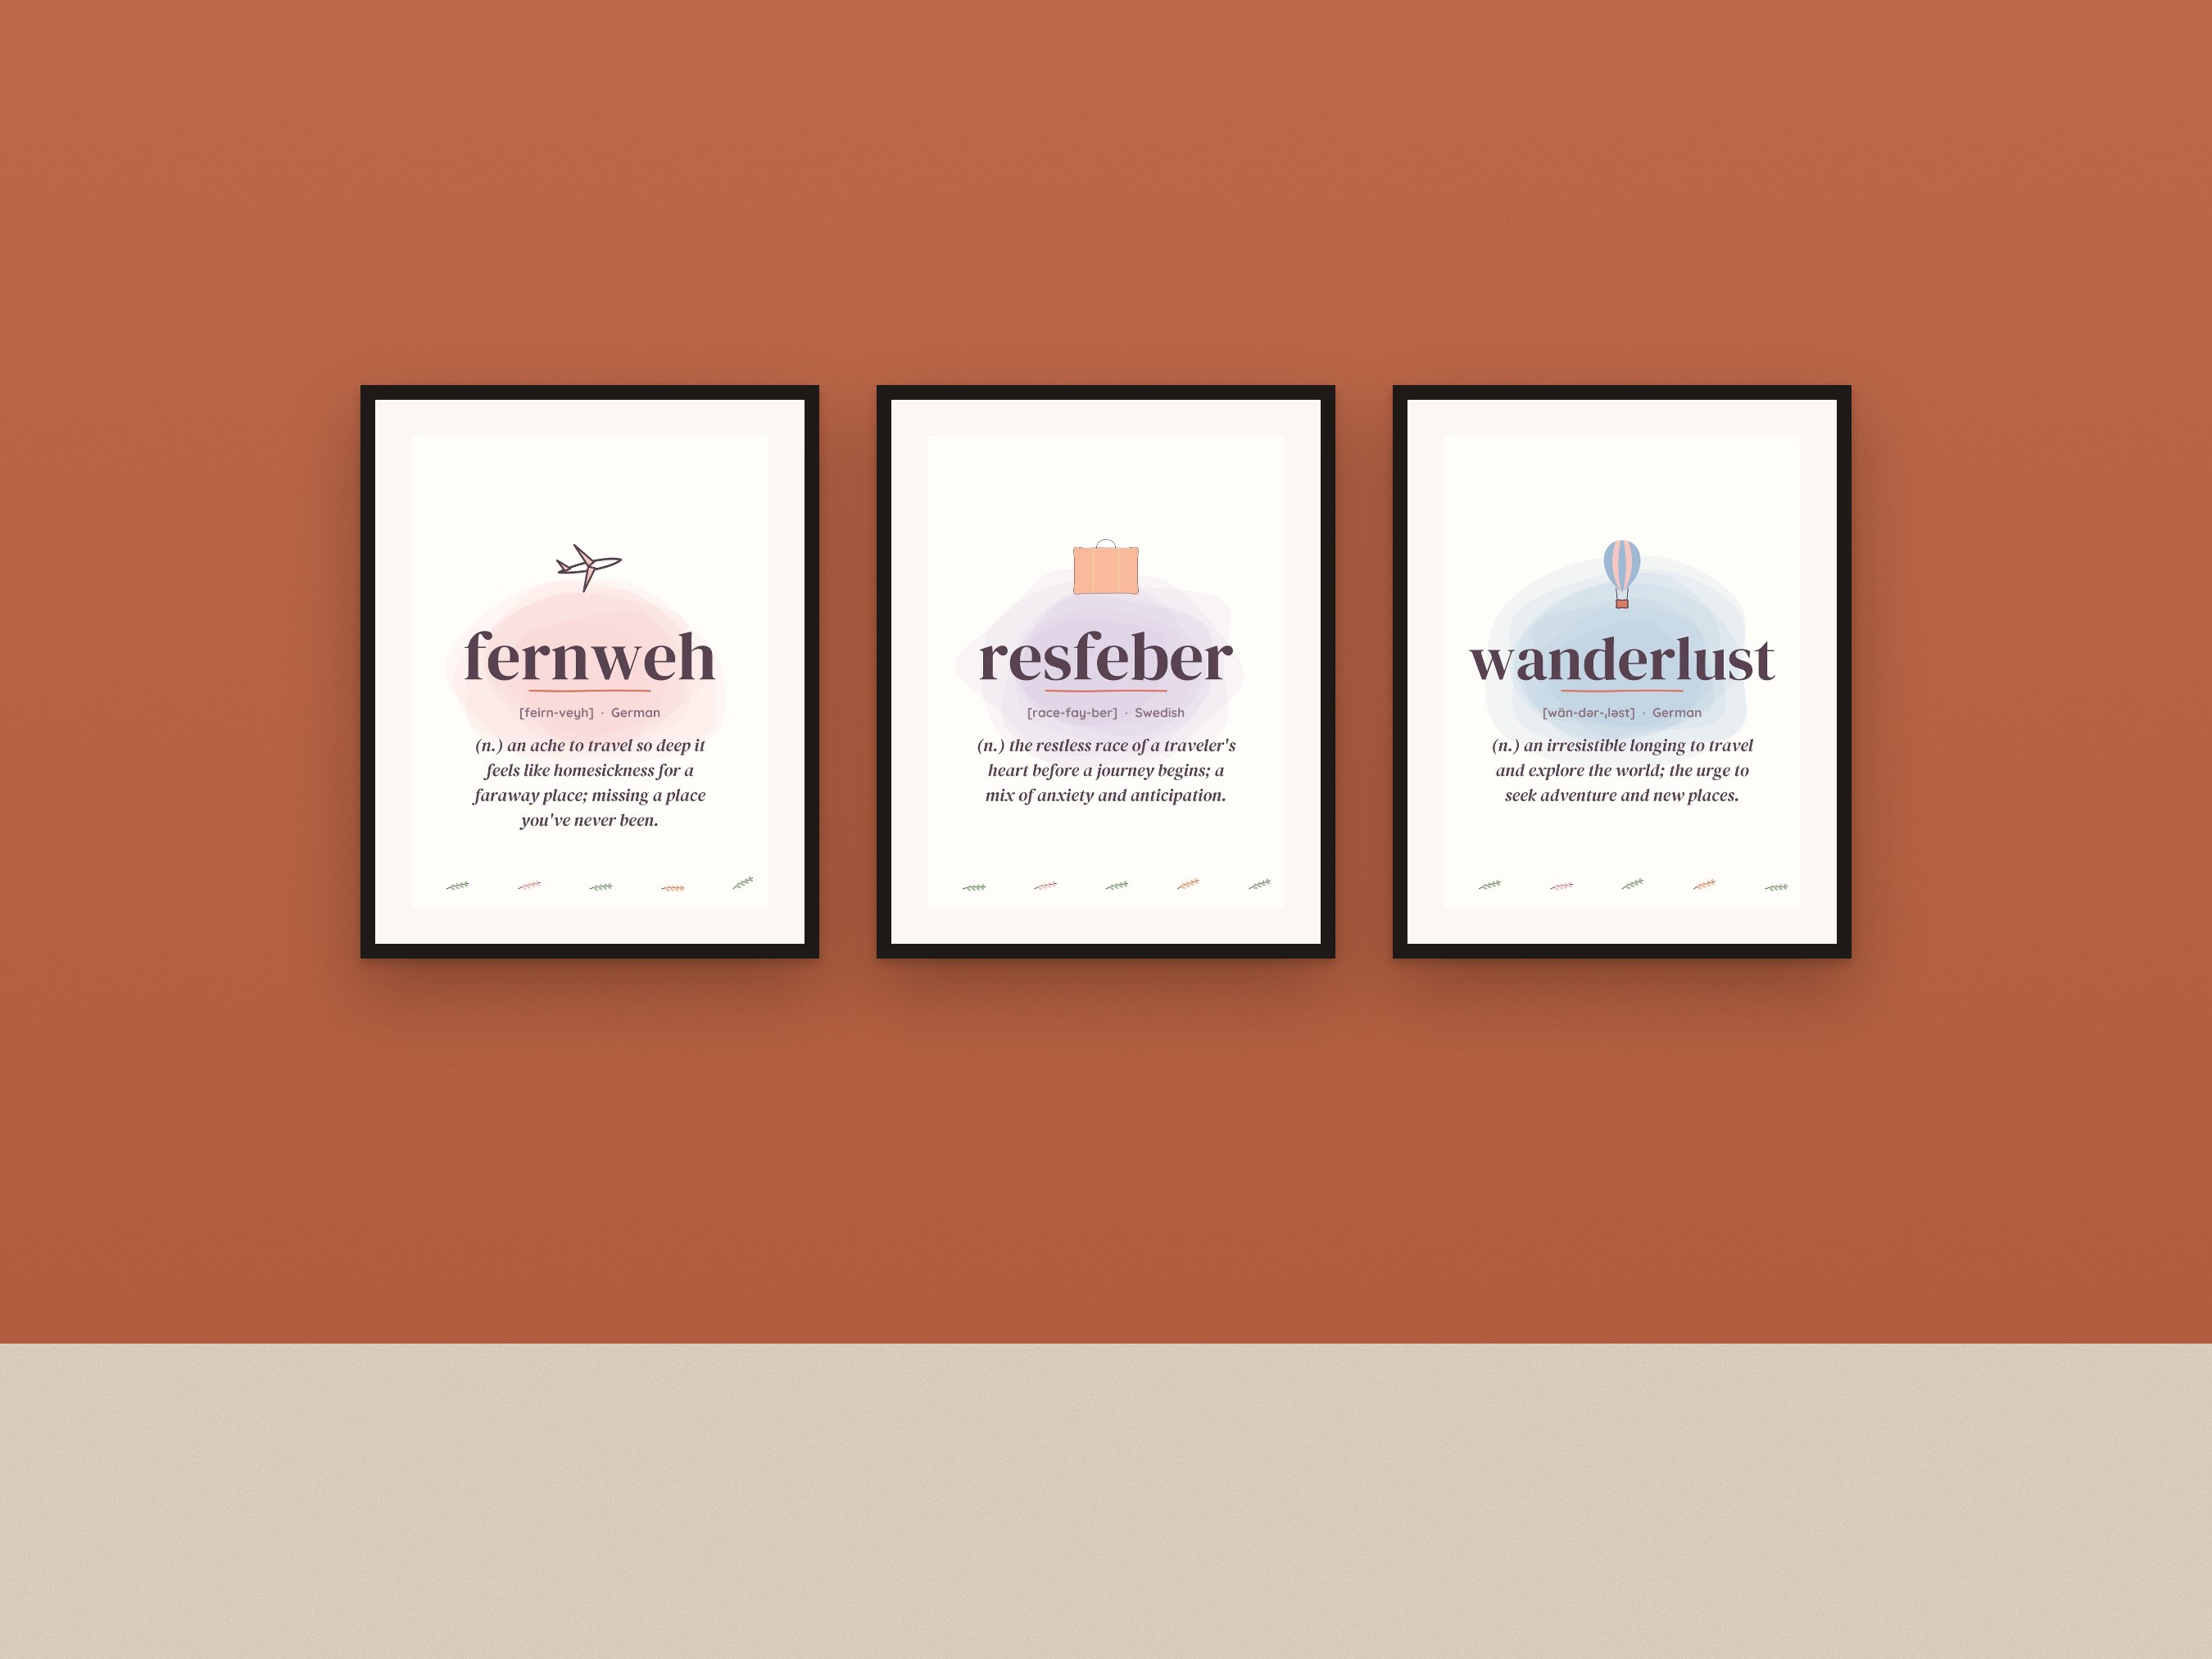 fernweh
[feirn-veyh] · German
(n.) an ache to travel so deep it
feels like homesickness for a
faraway place; missing a place
you've never been.
resfeber
[race-fay-ber] · Swedish
(n.) the restless race of a traveler's
heart before a journey begins; a
mix of anxiety and anticipation.
wanderlust
[wän-dər-ˌləst] · German
(n.) an irresistible longing to travel
and explore the world; the urge to
seek adventure and new places.